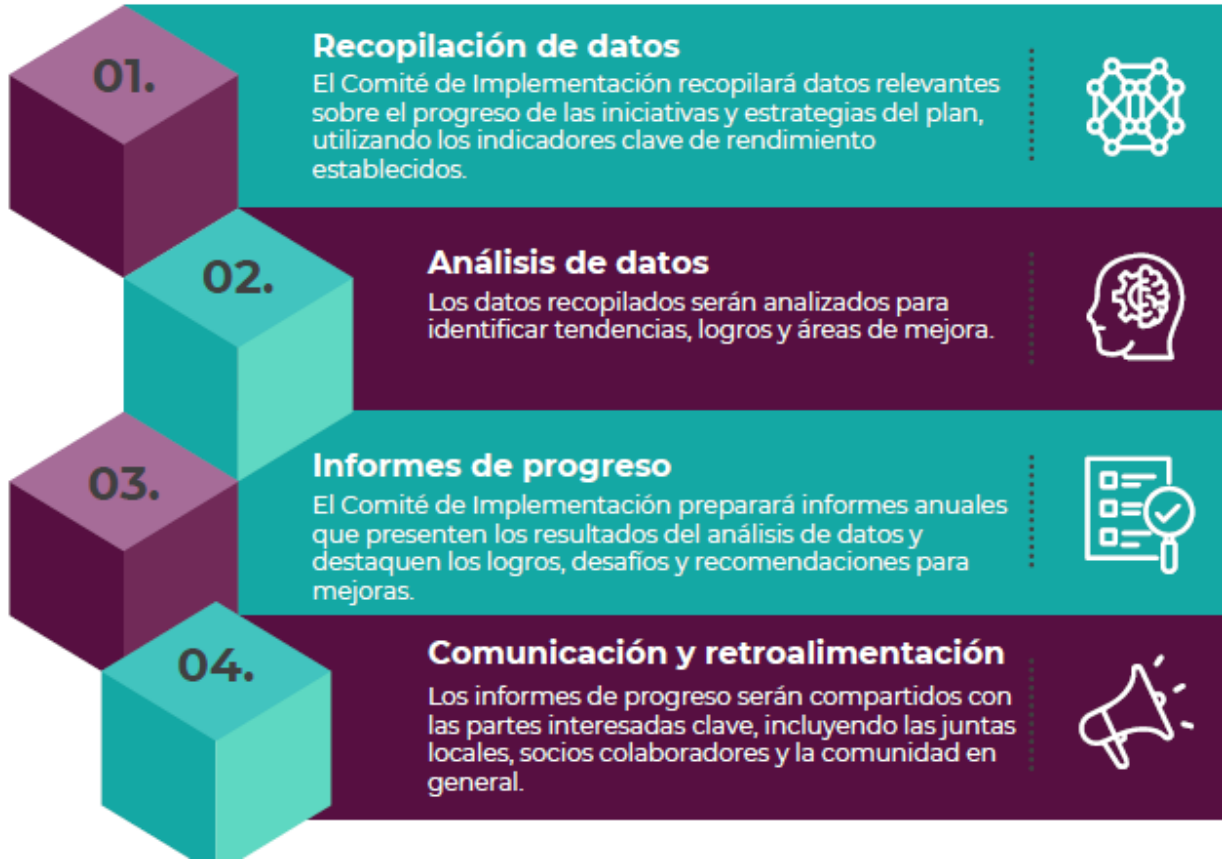 01.
Recopilación de datos
El Comité de Implementación recopilará datos relevantes
sobre el progreso de las iniciativas y estrategias del plan,
utilizando los indicadores clave de rendimiento
establecidos.
02.
Análisis de datos
Los datos recopilados serán analizados para
identificar tendencias, logros y áreas de mejora.
03.
Informes de progreso
El Comité de Implementación preparará informes anuales
que presenten los resultados del análisis de datos y
destaquen los logros, desafíos y recomendaciones para
mejoras.
04.
Comunicación y retroalimentación
Los informes de progreso serán compartidos con
las partes interesadas clave, incluyendo las juntas
locales, socios colaboradores y la comunidad en
general.